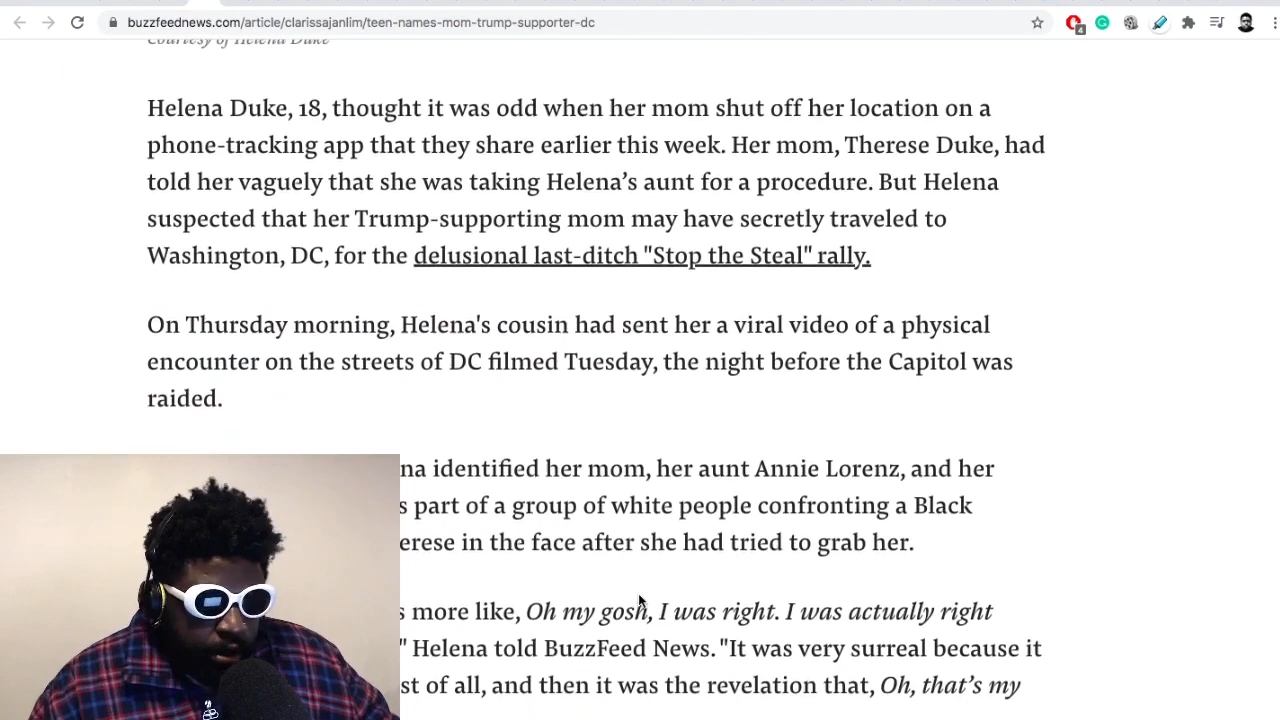 buzzfeednews.com/article/clarissajanlim/teen-names-mom-trump-supporter-dc
4
Courtesy of Helena Duke
Helena Duke, 18, thought it was odd when her mom shut off her location on a
phone-tracking app that they share earlier this week. Her mom, Therese Duke, had
told her vaguely that she was taking Helena’s aunt for a procedure. But Helena
suspected that her Trump-supporting mom may have secretly traveled to
Washington, DC, for the delusional last-ditch "Stop the Steal" rally.
On Thursday morning, Helena's cousin had sent her a viral video of a physical
encounter on the streets of DC filmed Tuesday, the night before the Capitol was
raided.
na identified her mom, her aunt Annie Lorenz, and her
s part of a group of white people confronting a Black
erese in the face after she had tried to grab her.
s more like, Oh my gosh, I was right. I was actually right
" Helena told BuzzFeed News. "It was very surreal because it
st of all, and then it was the revelation that, Oh, that’s my